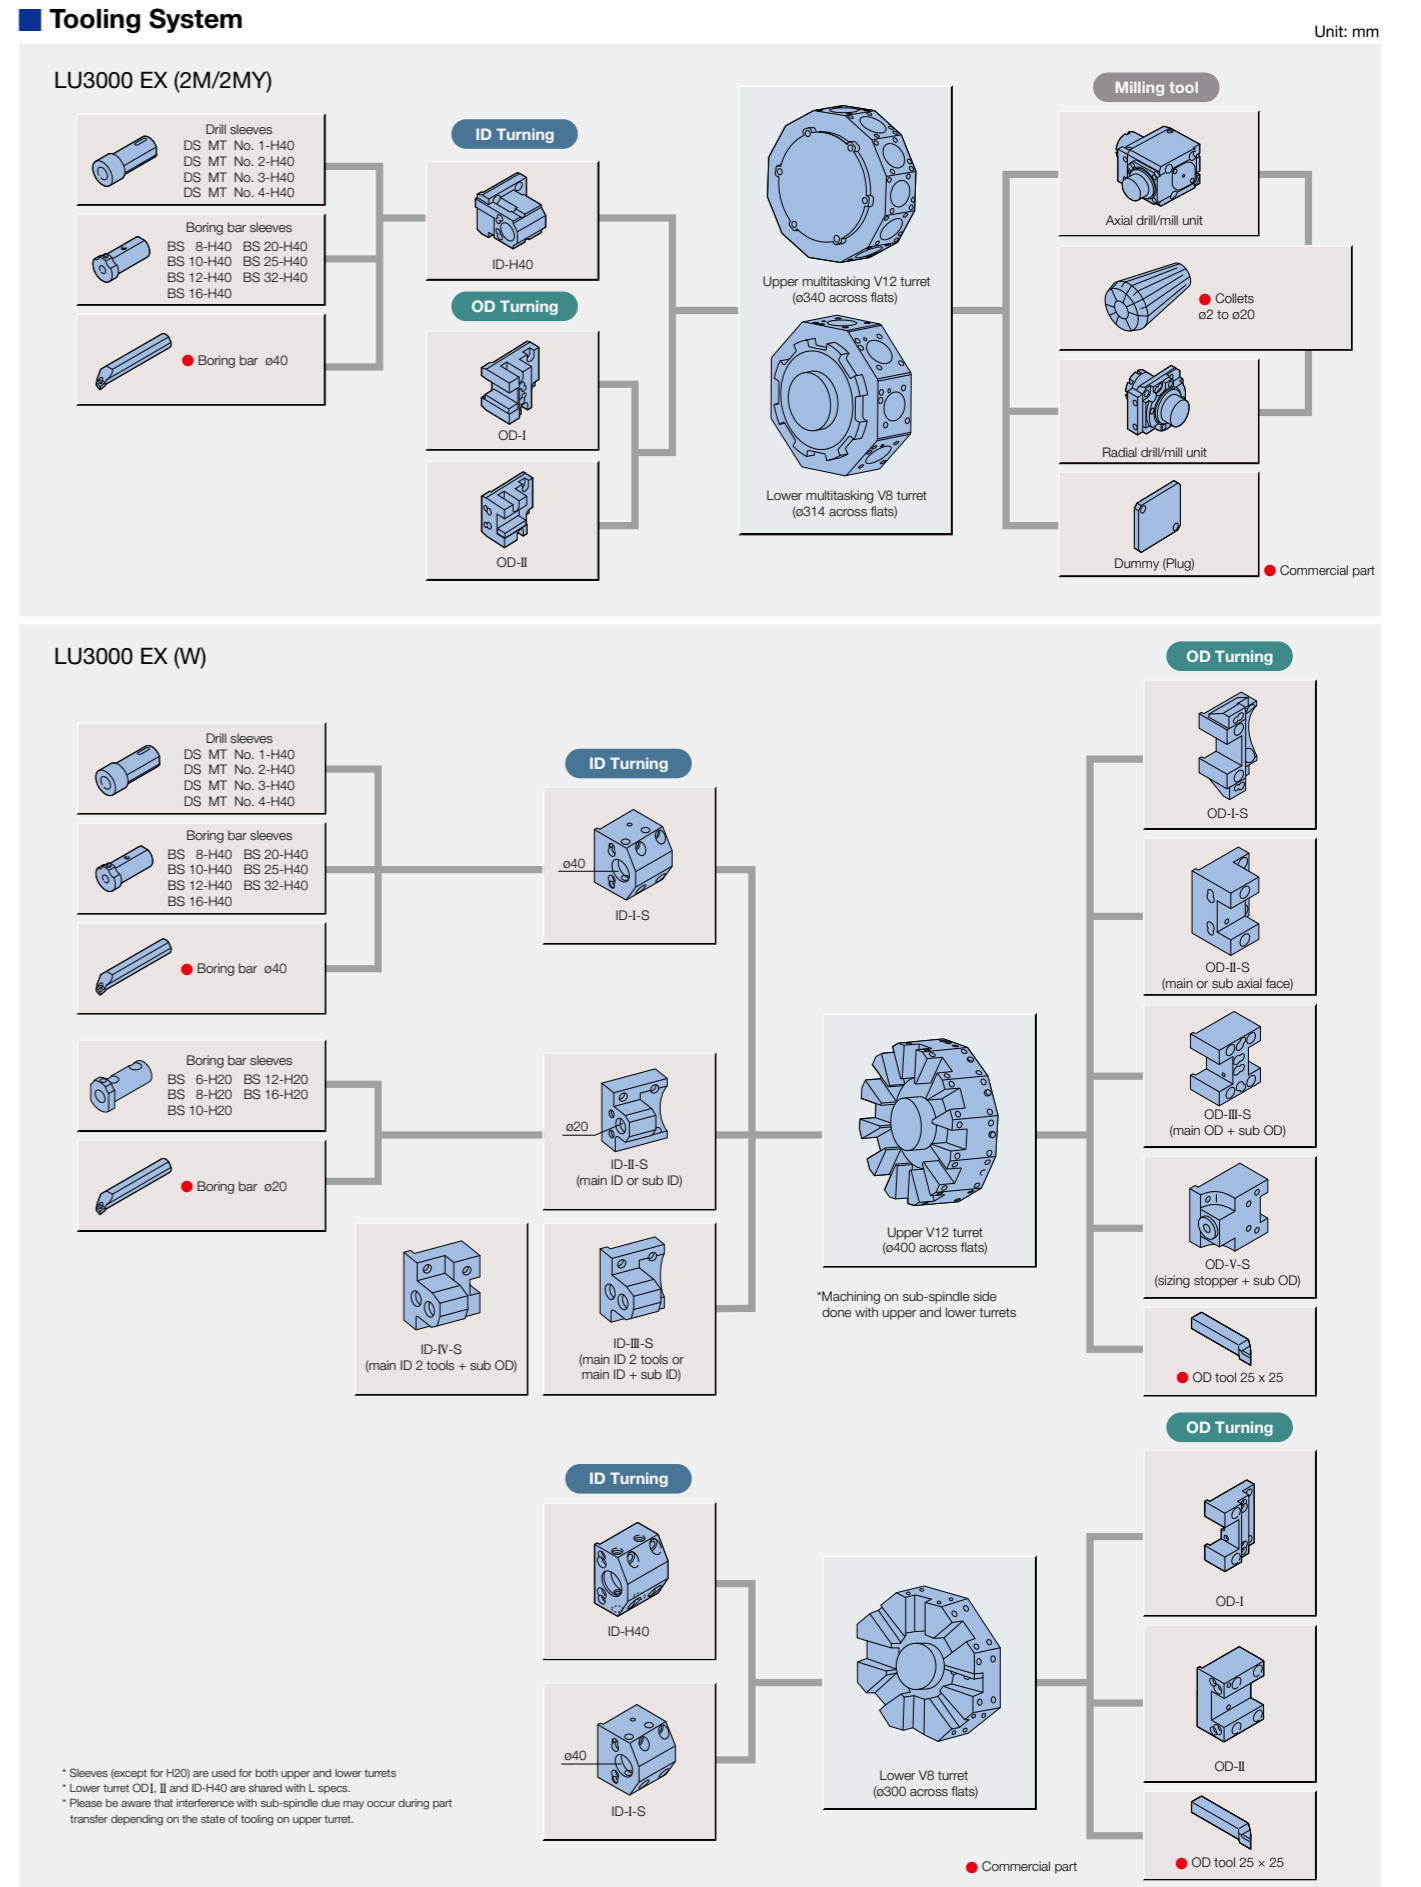 Tooling System
Unit: mm
LU3000 EX (2M/2MY)
Drill sleeves
DS MT No. 1-H40
DS MT No. 2-H40
DS MT No. 3-H40
DS MT No. 4-H40
Boring bar sleeves
BS 8-H40 BS 20-H40
BS 10-H40 BS 25-H40
BS 12-H40 BS 32-H40
BS 16-H40
Boring bar ø40
ID Turning
ID-H40
OD Turning
OD-I
OD-II
Upper multitasking V12 turret
(ø340 across flats)
Lower multitasking V8 turret
(ø314 across flats)
Milling tool
Axial drill/mill unit
Collets
ø2 to ø20
Radial drill/mill unit
Dummy (Plug)
Commercial part
LU3000 EX (W)
Drill sleeves
DS MT No. 1-H40
DS MT No. 2-H40
DS MT No. 3-H40
DS MT No. 4-H40
Boring bar sleeves
BS 8-H40 BS 20-H40
BS 10-H40 BS 25-H40
BS 12-H40 BS 32-H40
BS 16-H40
Boring bar ø40
Boring bar sleeves
BS 6-H20 BS 12-H20
BS 8-H20 BS 16-H20
BS 10-H20
Boring bar ø20
ID Turning
ø40
ID-I-S
ø20
ID-II-S
(main ID or sub ID)
ID-IV-S
(main ID 2 tools + sub OD)
ID-III-S
(main ID 2 tools or
main ID + sub ID)
Upper V12 turret
(ø400 across flats)
*Machining on sub-spindle side
done with upper and lower turrets
OD Turning
OD-I-S
OD-II-S
(main or sub axial face)
OD-III-S
(main OD + sub OD)
OD-V-S
(sizing stopper + sub OD)
OD tool 25 x 25
ID Turning
ID-H40
ø40
ID-I-S
Lower V8 turret
(ø300 across flats)
OD Turning
OD-I
OD-II
OD tool 25 × 25
* Sleeves (except for H20) are used for both upper and lower turrets
* Lower turret ODI, II and ID-H40 are shared with L specs.
* Please be aware that interference with sub-spindle due may occur during part
transfer depending on the state of tooling on upper turret.
Commercial part